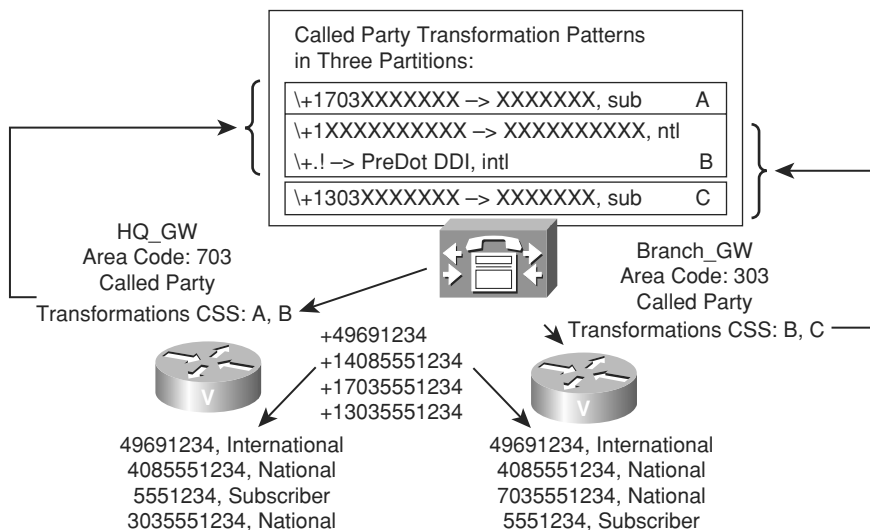 Called Party Transformation Patterns
in Three Partitions:
\+1703XXXXXXX –> XXXXXXX, sub A
\+1XXXXXXXXXX –> XXXXXXXXXX, ntl
\+.! –> PreDot DDI, intl B
\+1303XXXXXXX –> XXXXXXX, sub C
HQ_GW
Area Code: 703
Called Party
Transformations CSS: A, B
Branch_GW
Area Code: 303
Called Party
Transformations CSS: B, C
+49691234
+14085551234
+17035551234
+13035551234
V
V
49691234, International
4085551234, National
5551234, Subscriber
3035551234, National
49691234, International
4085551234, National
7035551234, National
5551234, Subscriber